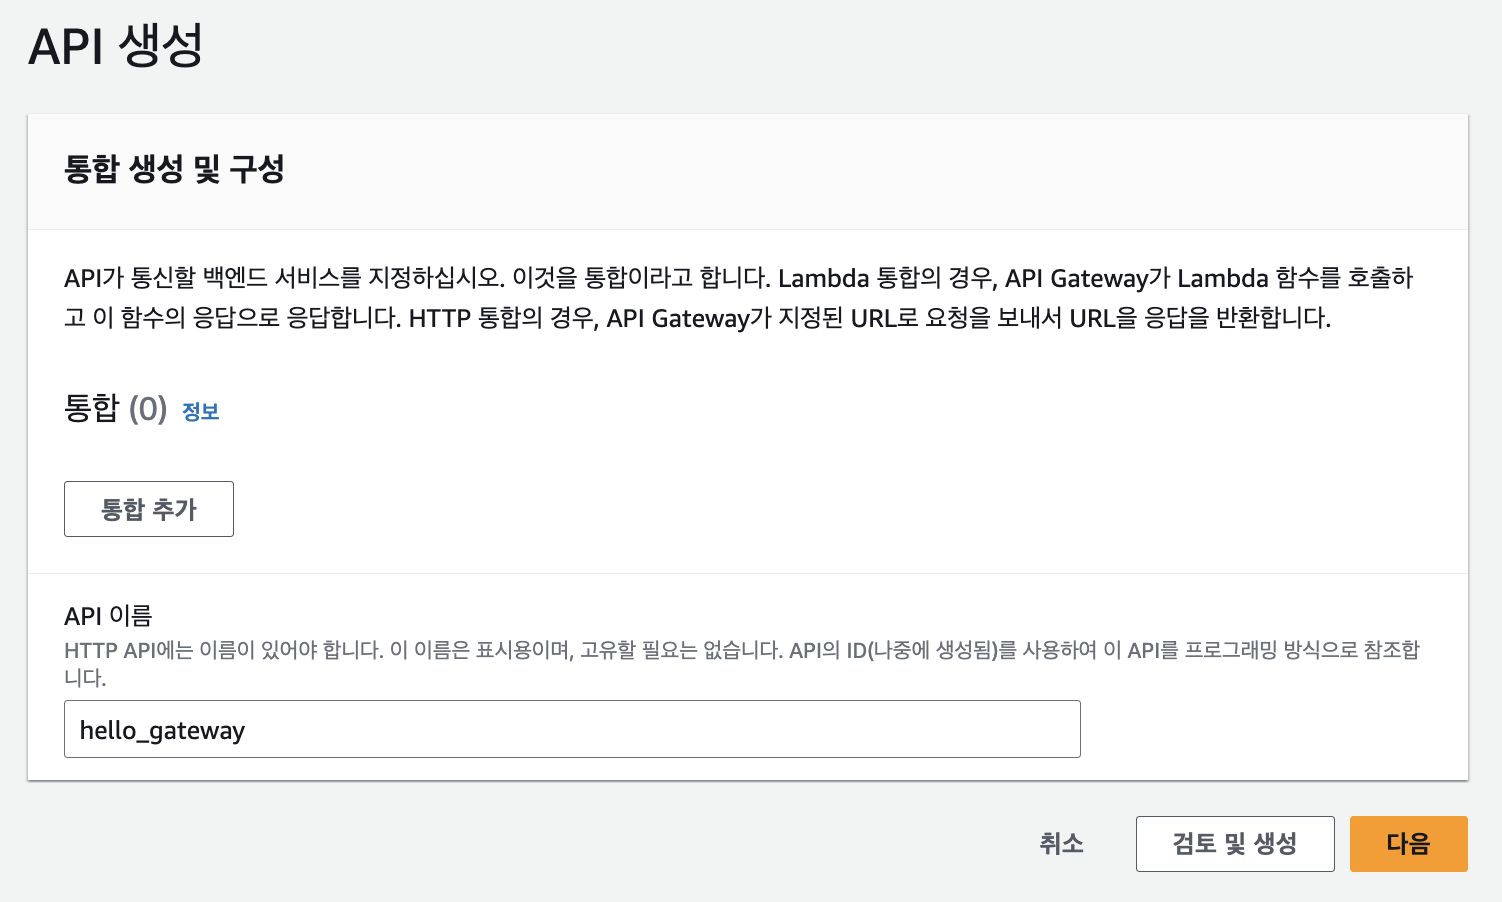 API 생성
통합 생성 및 구성
API가 통신할 백엔드 서비스를 지정하십시오. 이것을 통합이라고 합니다. Lambda 통합의 경우, API Gateway가 Lambda 함수를 호출하
고 이 함수의 응답으로 응답합니다. HTTP 통합의 경우, API Gateway가 지정된 URL로 요청을 보내서 URL을 응답을 반환합니다.
통합 (0) 정보
통합 추가
API 이름
HTTP API에는 이름이 있어야 합니다. 이 이름은 표시용이며, 고유할 필요는 없습니다. API의 ID(나중에 생성됨)를 사용하여 이 API를 프로그래밍 방식으로 참조합
니다.
hello_gateway
취소 검토 및 생성 다음